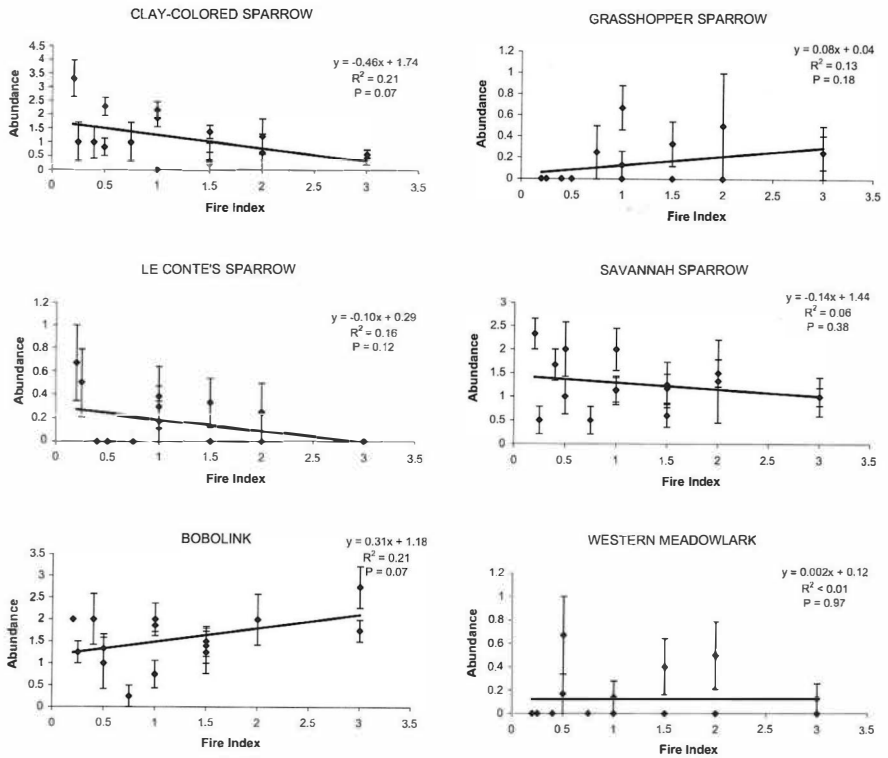 CLAY-COLORED SPARROW
y = -0.46x + 1.74
R² = 0.21
P = 0.07
Abundance
4.5
4
3.5
3
2.5
2
1.5
1
0.5
0
0 0.5 1 1.5 2 2.5 3 3.5
Fire Index
GRASSHOPPER SPARROW
y = 0.08x + 0.04
R² = 0.13
P = 0.18
Abundance
1.2
1
0.8
0.6
0.4
0.2
0
0 0.5 1 1.5 2 2.5 3 3.5
Fire Index
LE CONTE'S SPARROW
y = -0.10x + 0.29
R² = 0.16
P = 0.12
Abundance
1.2
1
0.8
0.6
0.4
0.2
0
0 0.5 1 1.5 2 2.5 3 3.5
Fire Index
SAVANNAH SPARROW
y = -0.14x + 1.44
R² = 0.06
P = 0.38
Abundance
3
2.5
2
1.5
1
0.5
0
0 0.5 1 1.5 2 2.5 3 3.5
Fire Index
BOBOLINK
y = 0.31x + 1.18
R² = 0.21
P = 0.07
Abundance
3.5
3
2.5
2
1.5
1
0.5
0
0 0.5 1 1.5 2 2.5 3 3.5
Fire Index
WESTERN MEADOWLARK
y = 0.002x + 0.12
R² < 0.01
P = 0.97
Abundance
1.2
1
0.8
0.6
0.4
0.2
0
0 0.5 1 1.5 2 2.5 3 3.5
Fire Index